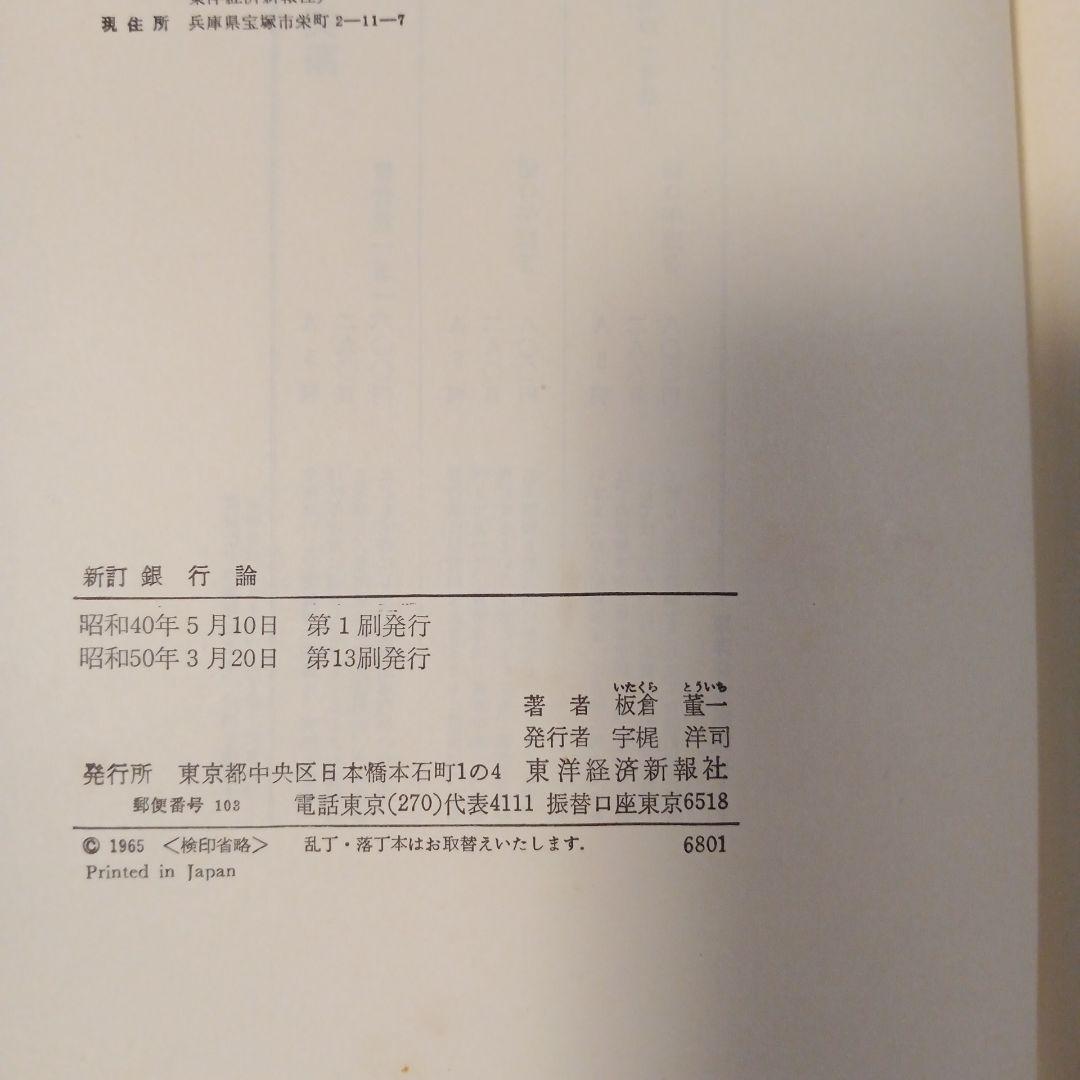 現住所 兵庫県宝塚市栄町2―11―7
新訂 銀行論
昭和40年5月10日 第1刷発行
昭和50年3月20日 第13刷発行
いたくら とういち
著者 板倉 董一
発行者 宇梶 洋司
発行所 東京都中央区日本橋本石町1の4 東洋経済新報社
郵便番号 103 電話東京(270)代表4111 振替口座東京6518
© 1965 <検印省略> 乱丁・落丁本はお取替えいたします. 6801
Printed in Japan